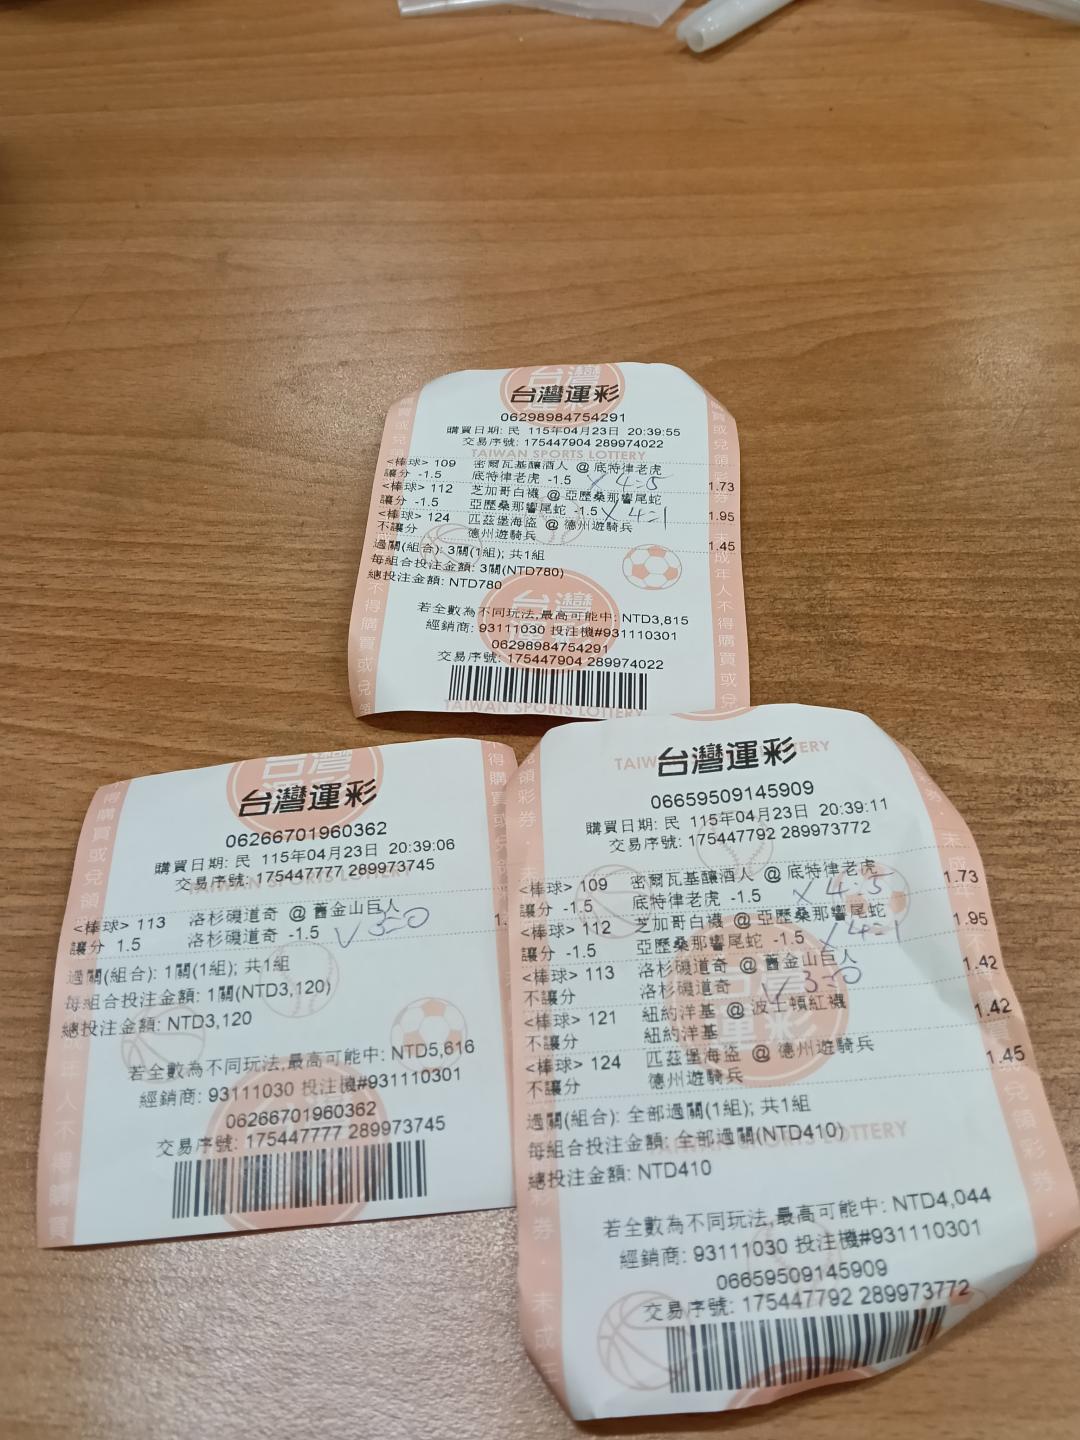 台灣運彩
06298984754291
購買日期: 民 115年04月23日 20:39:55
交易序號: 175447904 289974022
TAIWAN SPORTS LOTTERY
<棒球> 109 密爾瓦基釀酒人 @ 底特律老虎
讓分 -1.5 底特律老虎 -1.5 X 4:5 1.73
<棒球> 112 芝加哥白襪 @ 亞歷桑那響尾蛇
讓分 -1.5 亞歷桑那響尾蛇 -1.5 X 4:1 1.95
<棒球> 124 匹茲堡海盜 @ 德州遊騎兵
不讓分 德州遊騎兵 1.45
過關(組合): 3關(1組); 共1組
每組合投注金額: 3關(NTD780)
總投注金額: NTD780
若全數為不同玩法,最高可能中: NTD3,815
經銷商: 93111030 投注機#931110301
06298984754291
交易序號: 175447904 289974022
TAIWAN SPORTS LOTTERY
台灣運彩
06266701960362
購買日期: 民 115年04月23日 20:39:06
交易序號: 175447777 289973745
TAIWAN SPORTS LOTTERY
<棒球> 113 洛杉磯道奇 @ 舊金山巨人
讓分 1.5 洛杉磯道奇 -1.5 V 3:0 1.
過關(組合): 1關(1組); 共1組
每組合投注金額: 1關(NTD3,120)
總投注金額: NTD3,120
若全數為不同玩法,最高可能中: NTD5,616
經銷商: 93111030 投注機#931110301
06266701960362
交易序號: 175447777 289973745
台灣運彩
06659509145909
購買日期: 民 115年04月23日 20:39:11
交易序號: 175447792 289973772
<棒球> 109 密爾瓦基釀酒人 @ 底特律老虎 1.73
讓分 -1.5 底特律老虎 -1.5 X 4:5
<棒球> 112 芝加哥白襪 @ 亞歷桑那響尾蛇 1.95
讓分 -1.5 亞歷桑那響尾蛇 -1.5 X 4:1
<棒球> 113 洛杉磯道奇 @ 舊金山巨人 1.42
不讓分 洛杉磯道奇 V 3:0
<棒球> 121 紐約洋基 @ 波士頓紅襪 1.42
不讓分 紐約洋基
<棒球> 124 匹茲堡海盜 @ 德州遊騎兵 1.45
不讓分 德州遊騎兵
過關(組合): 全部過關(1組); 共1組
每組合投注金額: 全部過關(NTD410)
總投注金額: NTD410
若全數為不同玩法,最高可能中: NTD4,044
經銷商: 93111030 投注機#931110301
06659509145909
交易序號: 175447792 289973772